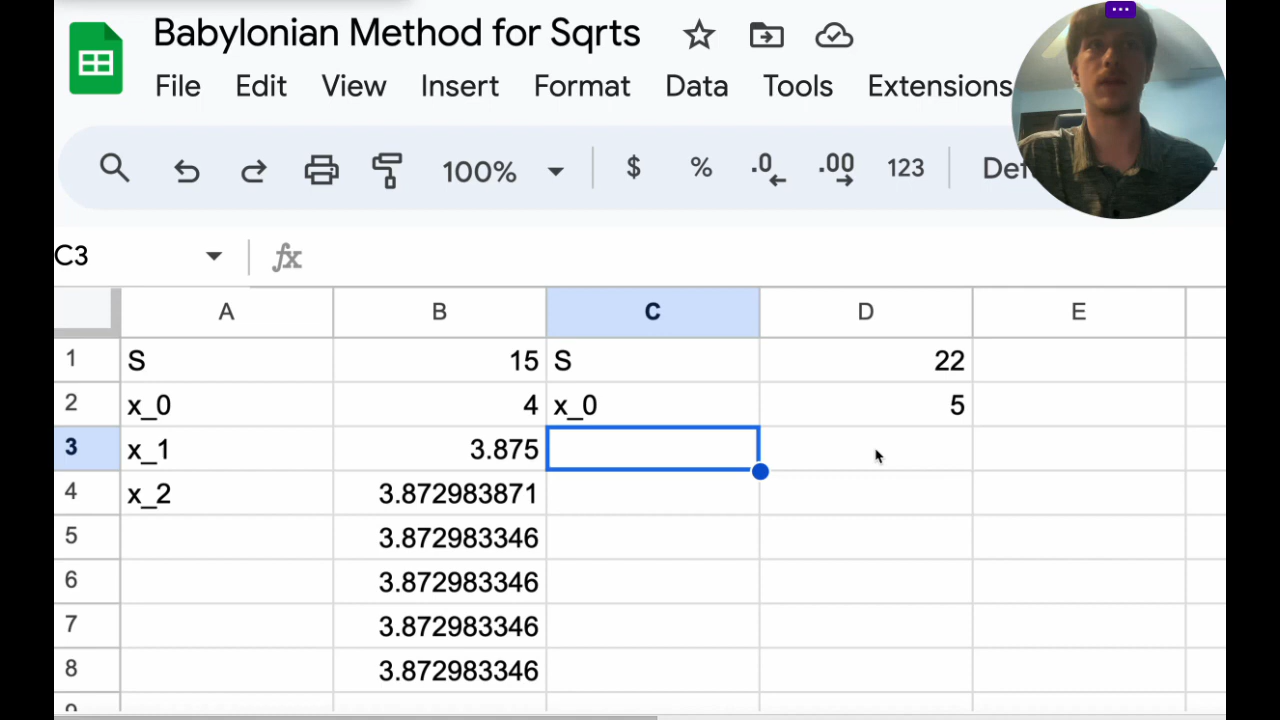 Babylonian Method for Sqrts
File Edit View Insert Format Data Tools Extensions
100% $ % .0 .00 123
C3 fx
A B C D E
1 S 15 S 22
2 x_0 4 x_0 5
3 x_1 3.875
4 x_2 3.872983871
5 3.872983346
6 3.872983346
7 3.872983346
8 3.872983346